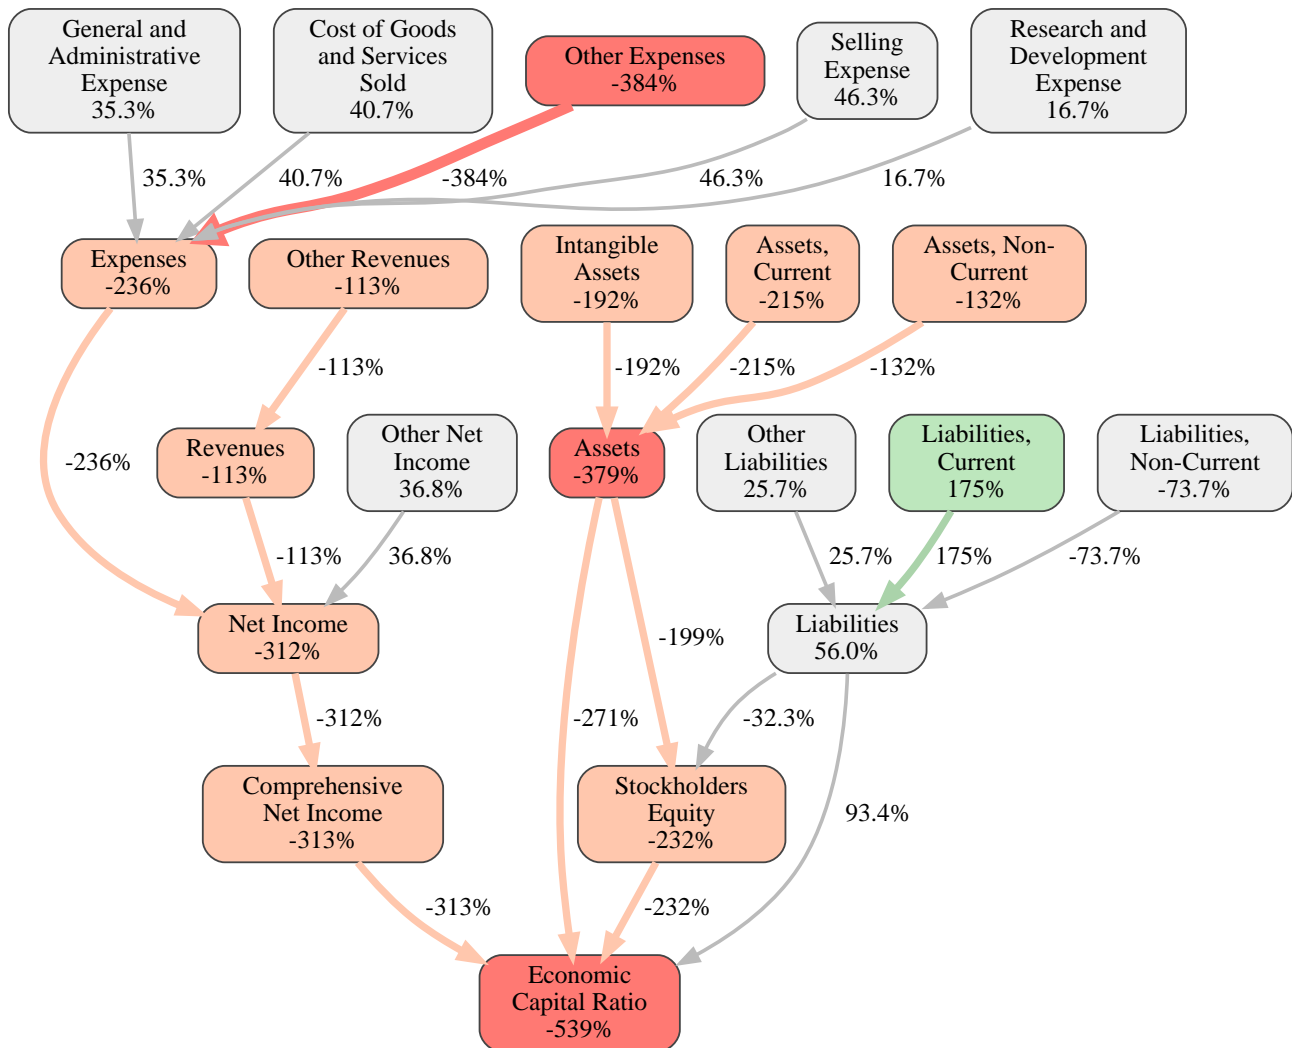 General and
Administrative
Expense
35.3%
Cost of Goods
and Services
Sold
40.7%
Other Expenses
-384%
Selling
Expense
46.3%
Research and
Development
Expense
16.7%
35.3%
40.7%
-384%
46.3%
16.7%
Expenses
-236%
Other Revenues
-113%
Intangible
Assets
-192%
Assets,
Current
-215%
Assets, Non-
Current
-132%
-113%
-192%
-215%
-132%
-236%
Revenues
-113%
Other Net
Income
36.8%
Assets
-379%
Other
Liabilities
25.7%
Liabilities,
Current
175%
Liabilities,
Non-Current
-73.7%
-113%
36.8%
25.7%
175%
-73.7%
Net Income
-312%
-199%
Liabilities
56.0%
-312%
-271%
-32.3%
Comprehensive
Net Income
-313%
Stockholders
Equity
-232%
93.4%
-313%
-232%
Economic
Capital Ratio
-539%